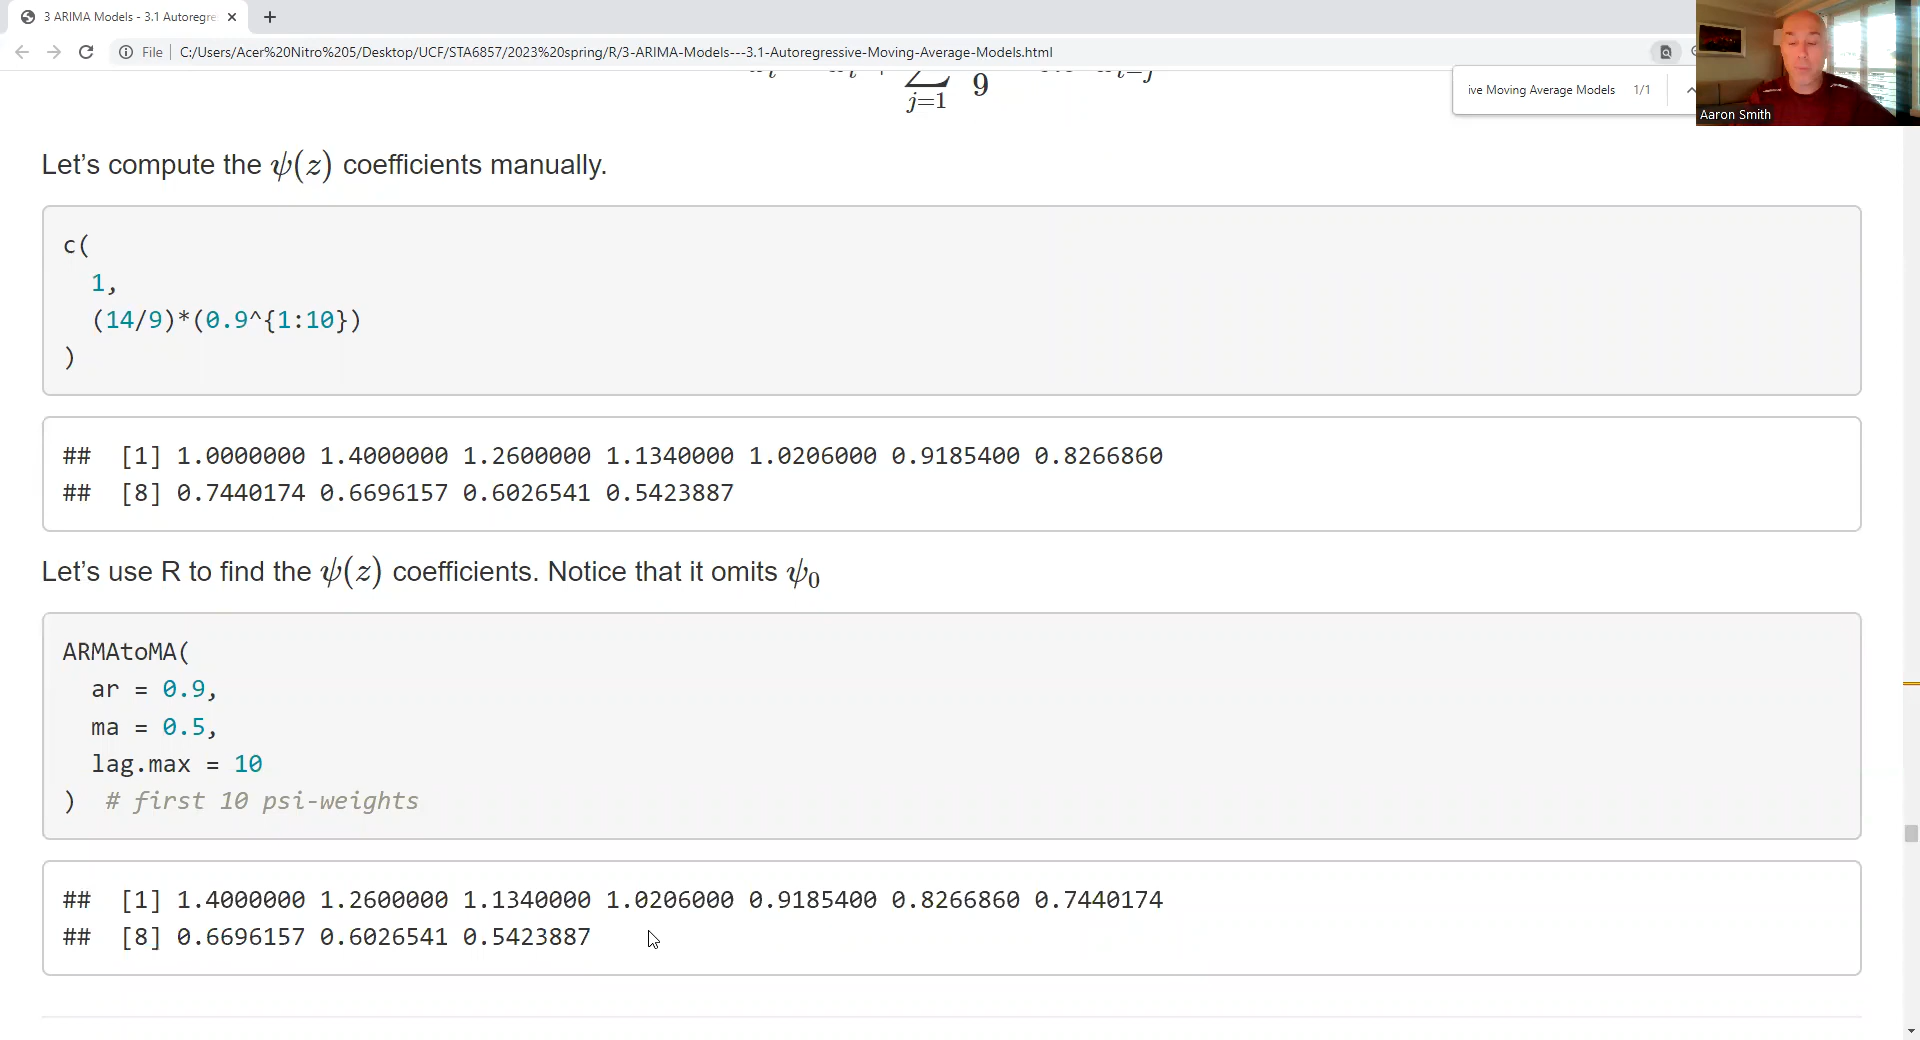 3 ARIMA Models - 3.1 Autoregre
File C:/Users/Acer%20Nitro%205/Desktop/UCF/STA6857/2023%20spring/R/3-ARIMA-Models---3.1-Autoregressive-Moving-Average-Models.html
ive Moving Average Models 1/1
Aaron Smith
j=1 9
Let’s compute the ψ(z) coefficients manually.
c(
1,
(14/9)*(0.9^{1:10})
)
## [1] 1.0000000 1.4000000 1.2600000 1.1340000 1.0206000 0.9185400 0.8266860
## [8] 0.7440174 0.6696157 0.6026541 0.5423887
Let’s use R to find the ψ(z) coefficients. Notice that it omits ψ0
ARMAtoMA(
ar = 0.9,
ma = 0.5,
lag.max = 10
) # first 10 psi-weights
## [1] 1.4000000 1.2600000 1.1340000 1.0206000 0.9185400 0.8266860 0.7440174
## [8] 0.6696157 0.6026541 0.5423887